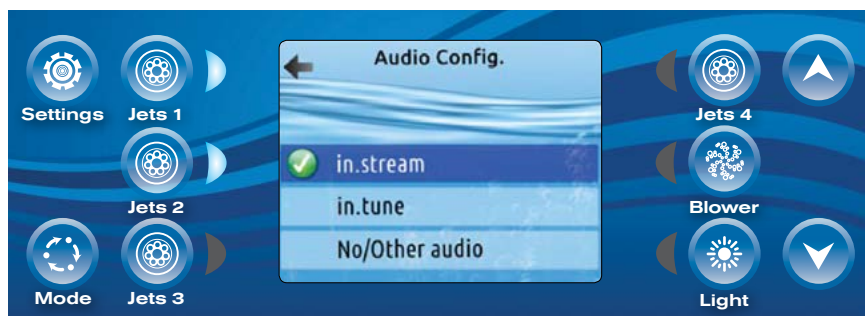 Audio Config.
Settings
Jets 1
Jets 4
in.stream
Jets 2
in.tune
Blower
No/Other audio
Mode
Jets 3
Light